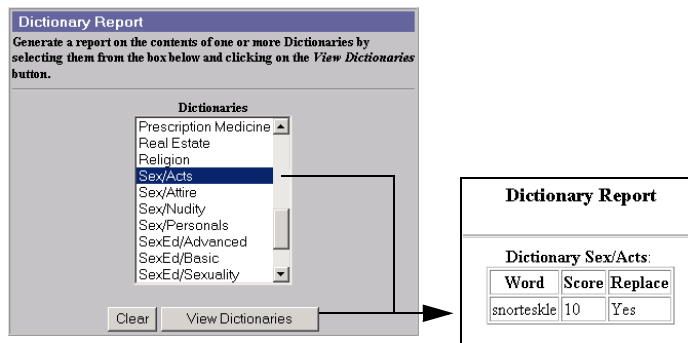 Dictionary Report
Generate a report on the contents of one or more Dictionaries by
selecting them from the box below and clicking on the View Dictionaries
button.
Dictionaries
Prescription Medicine
Real Estate
Religion
Sex/Acts
Sex/Attire
Sex/Nudity
Sex/Personals
SexEd/Advanced
SexEd/Basic
SexEd/Sexuality
Clear View Dictionaries
Dictionary Report
Dictionary Sex/Acts:
Word Score Replace
snorteskle 10 Yes